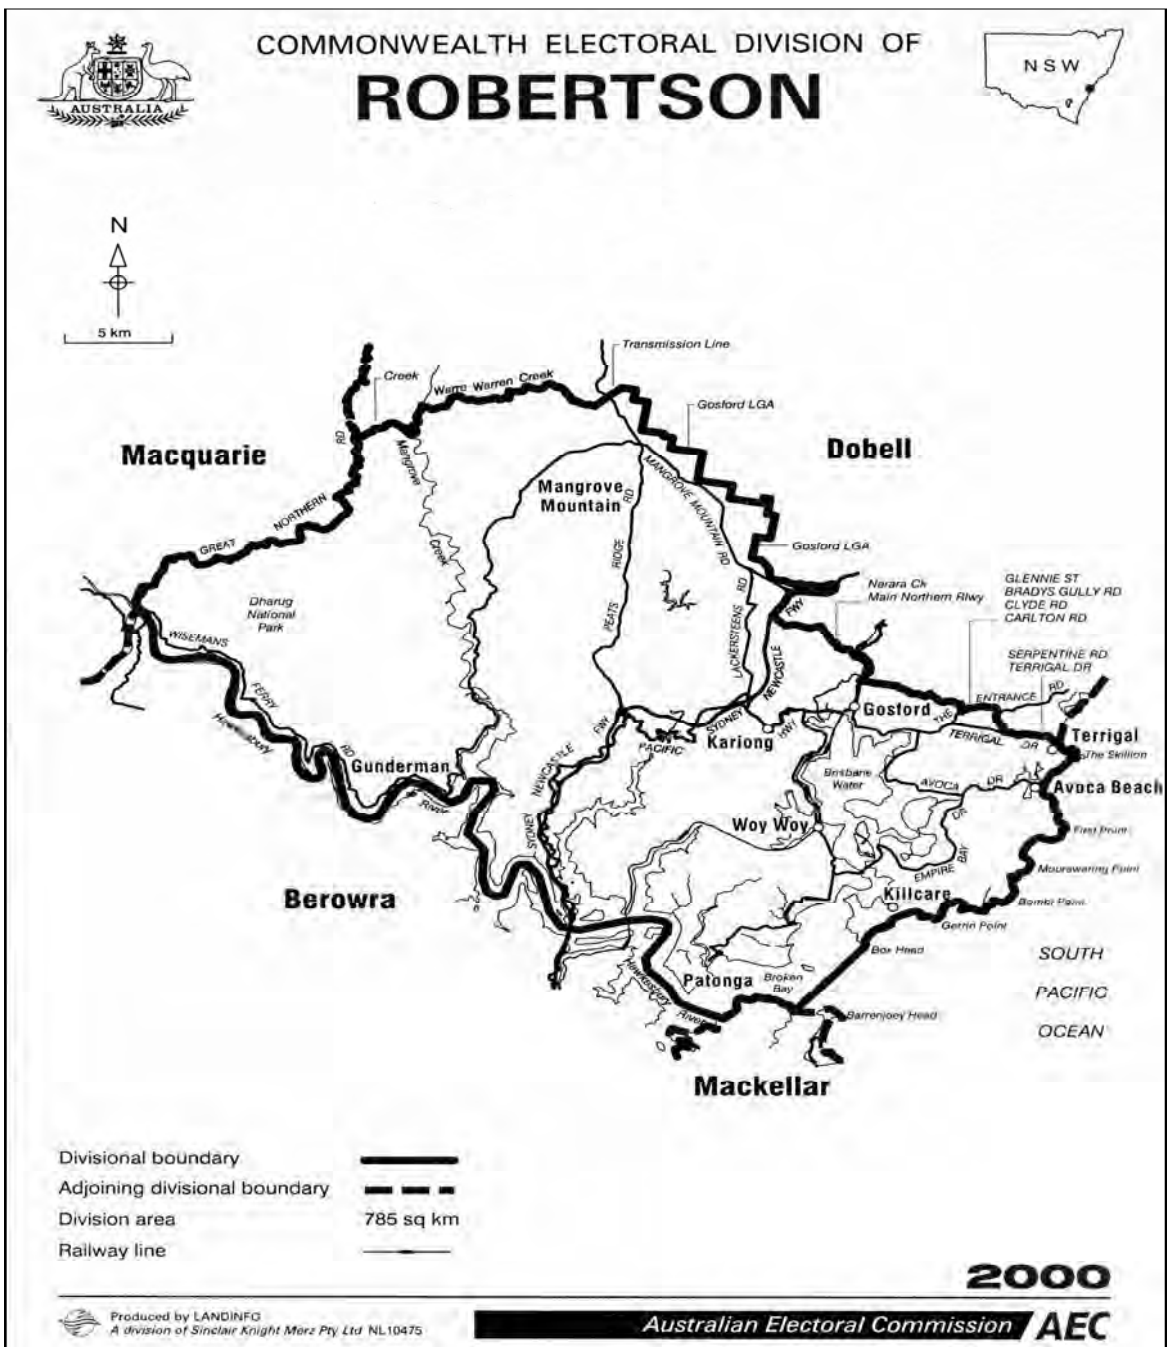 COMMONWEALTH ELECTORAL DIVISION OF
ROBERTSON
AUSTRALIA
NSW
N
5 km
Transmission Line
Creek
Warre Warren Creek
Gosford LGA
Macquarie
RD
Mangrove
Dobell
Mangrove
Mountain
RD
MANGROVE MOUNTAIN RD
NORTHERN
GREAT
Creek
RIDGE
PEATS
Gosford LGA
Narara Ck
Main Northern Rlwy
GLENNIE ST
BRADYS GULLY RD
CLYDE RD
CARLTON RD
Dharug
National
Park
LACKERSTEENS RD
FWY
NEWCASTLE
SYDNEY
WISEMANS
FERRY
RD
SERPENTINE RD
TERRIGAL DR
THE ENTRANCE RD
Gosford
TERRIGAL DR
Terrigal
The Skillion
Hawkesbury
River
FWY
PACIFIC
HWY
Kariong
Gunderman
NEWCASTLE
SYDNEY
Brisbane
Water
AVOCA DR
Avoca Beach
Woy Woy
DR
First Point
EMPIRE BAY
Mourawaring Point
Berowra
Killcare
Bombi Point
Gerrin Point
Box Head
SOUTH
PACIFIC
OCEAN
Hawkesbury
River
Patonga
Broken
Bay
Barrenjoey Head
Mackellar
Divisional boundary
Adjoining divisional boundary
Division area 785 sq km
Railway line
2000
Produced by LANDINFO
A division of Sinclair Knight Merz Pty Ltd NL10475
Australian Electoral Commission AEC